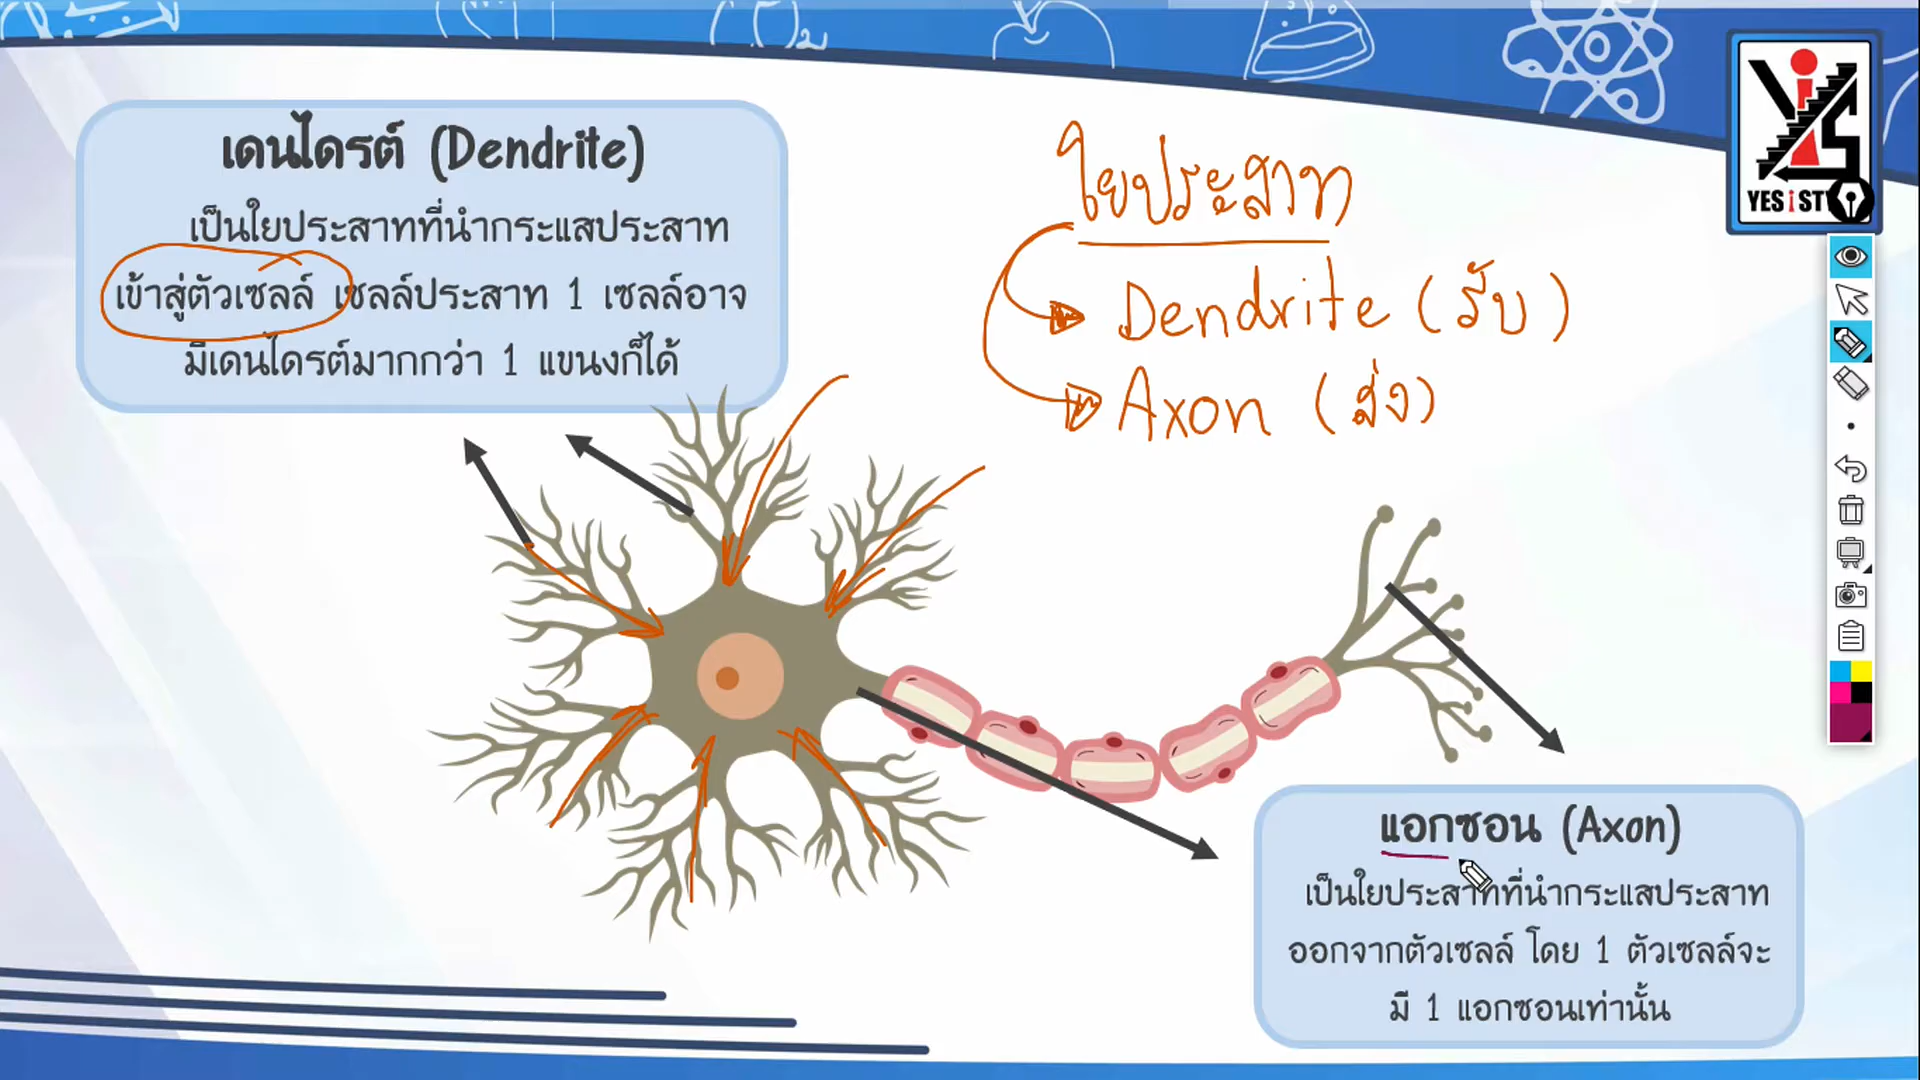 เดนไดรต์ (Dendrite)
เป็นใยประสาทที่นำกระแสประสาท
เข้าสู่ตัวเซลล์ เซลล์ประสาท 1 เซลล์อาจ
มีเดนไดรต์มากกว่า 1 แขนงก็ได้
ใยประสาท
Dendrite (รับ)
Axon (ส่ง)
YES i ST
แอกซอน (Axon)
เป็นใยประสาทที่นำกระแสประสาท
ออกจากตัวเซลล์ โดย 1 ตัวเซลล์จะ
มี 1 แอกซอนเท่านั้น